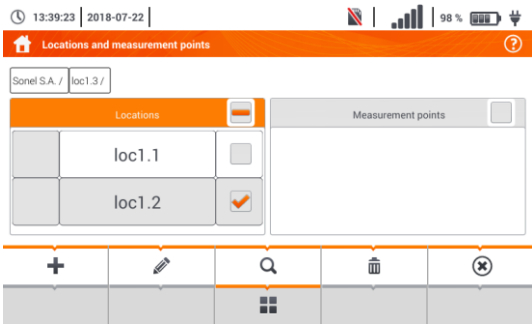 13:39:23 2018-07-22 98 %
Locations and measurement points ?
Sonel S.A. / loc1.3 /
Locations Measurement points
loc1.1
loc1.2